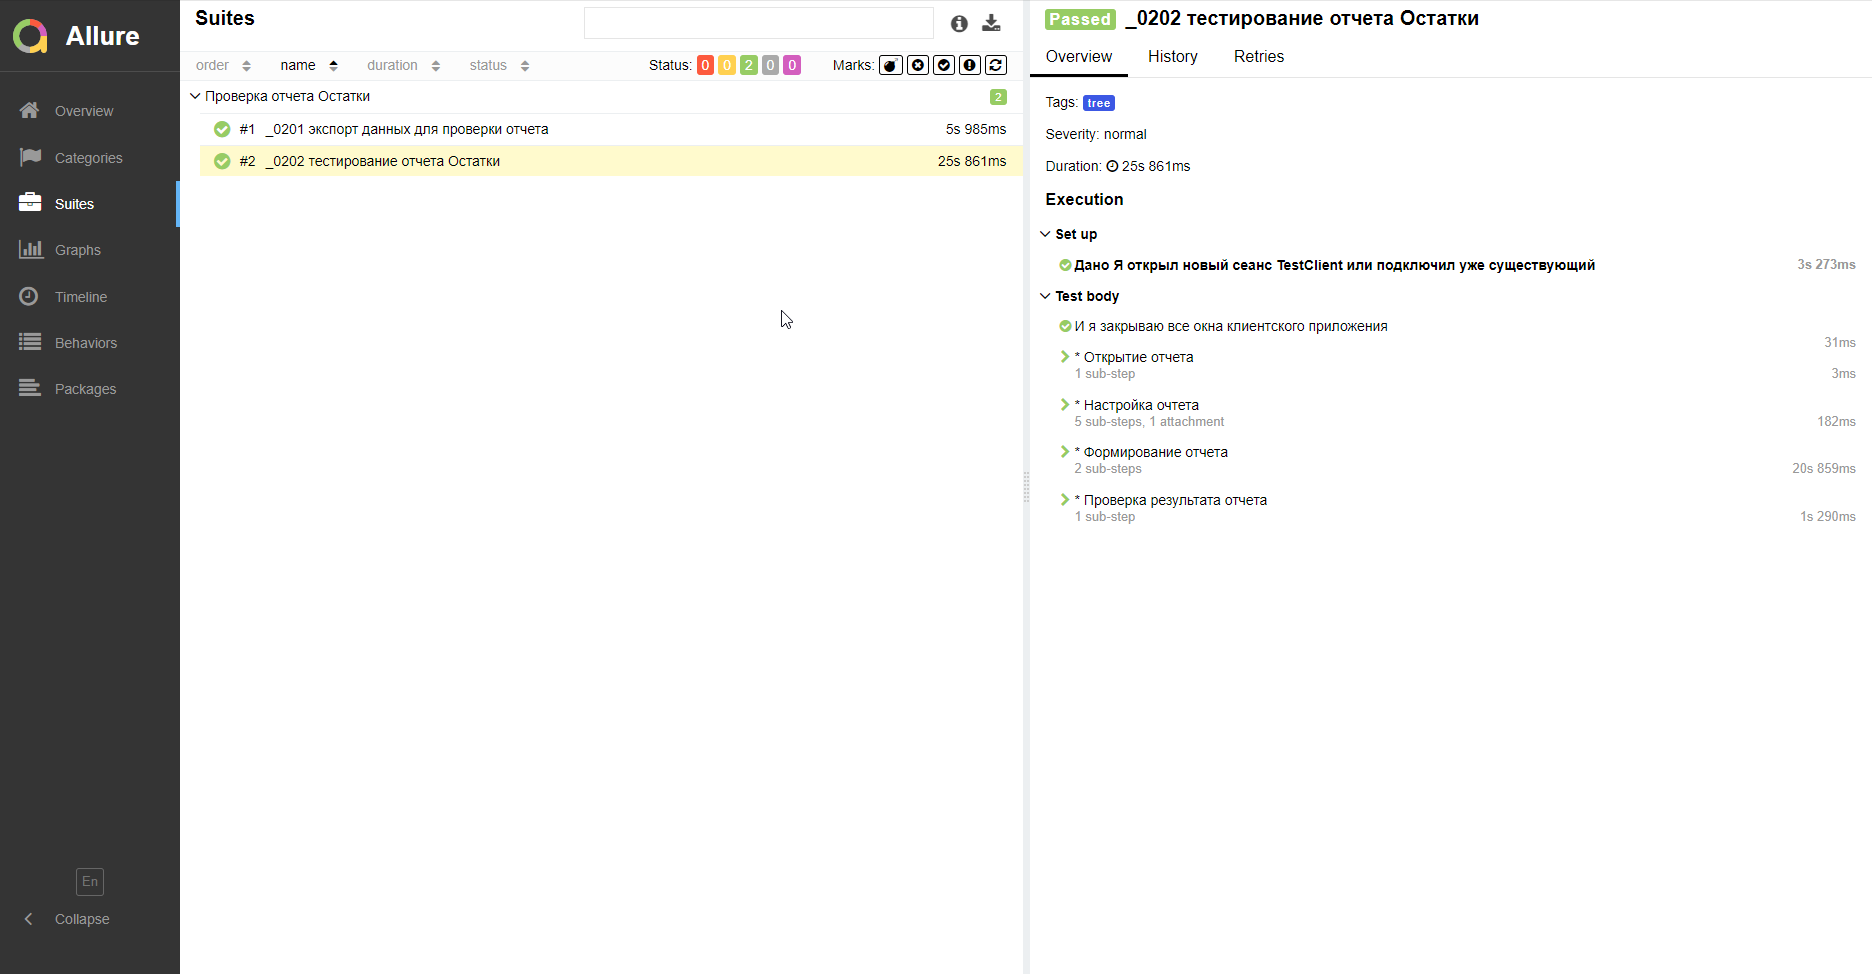 Allure
Overview
Categories
Suites
Graphs
Timeline
Behaviors
Packages
En
Collapse
Suites
order name duration status Status: 0 0 2 0 0 Marks:
Проверка отчета Остатки 2
#1 _0201 экспорт данных для проверки отчета 5s 985ms
#2 _0202 тестирование отчета Остатки 25s 861ms
Passed _0202 тестирование отчета Остатки
Overview History Retries
Tags: tree
Severity: normal
Duration: 25s 861ms
Execution
Set up
Дано Я открыл новый сеанс TestClient или подключил уже существующий 3s 273ms
Test body
И я закрываю все окна клиентского приложения
31ms
* Открытие отчета
1 sub-step 3ms
* Настройка очтета
5 sub-steps, 1 attachment 182ms
* Формирование отчета
2 sub-steps 20s 859ms
* Проверка результата отчета
1 sub-step 1s 290ms